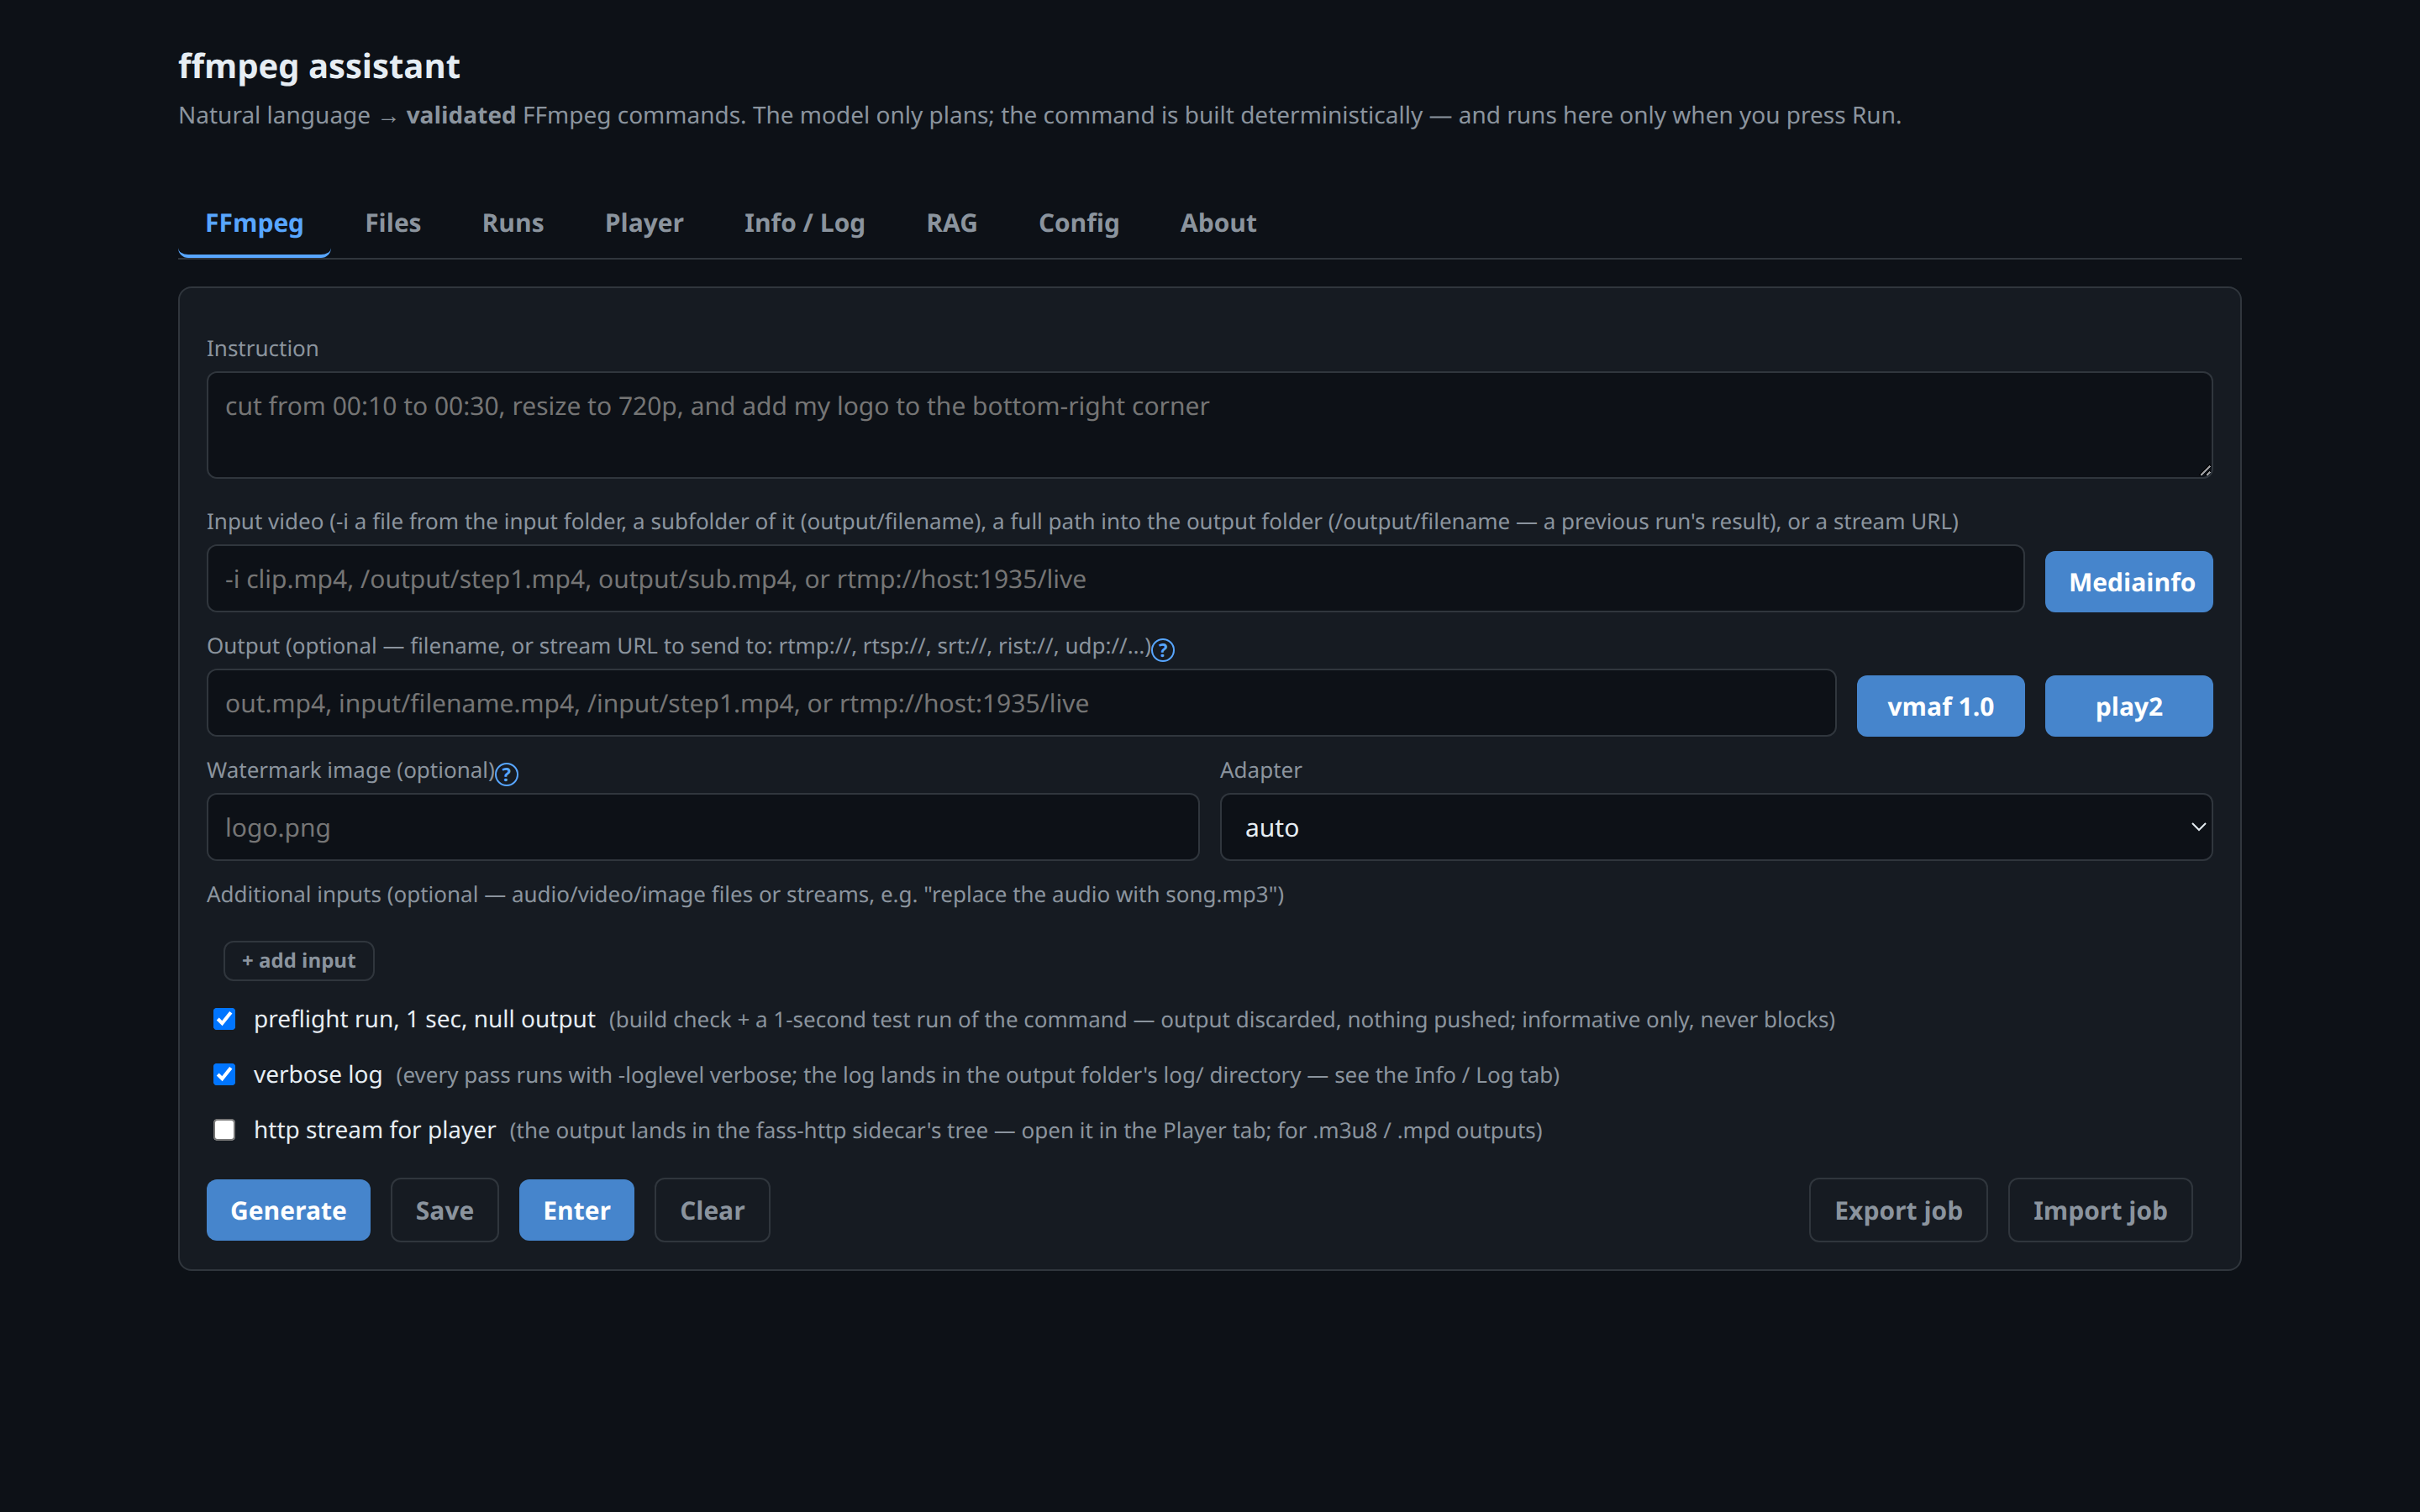 ffmpeg assistant
Natural language → validated FFmpeg commands. The model only plans; the command is built deterministically — and runs here only when you press Run.
FFmpeg Files Runs Player Info / Log RAG Config About
Instruction
cut from 00:10 to 00:30, resize to 720p, and add my logo to the bottom-right corner
Input video (-i a file from the input folder, a subfolder of it (output/filename), a full path into the output folder (/output/filename — a previous run's result), or a stream URL)
-i clip.mp4, /output/step1.mp4, output/sub.mp4, or rtmp://host:1935/live Mediainfo
Output (optional — filename, or stream URL to send to: rtmp://, rtsp://, srt://, rist://, udp://...) ?
out.mp4, input/filename.mp4, /input/step1.mp4, or rtmp://host:1935/live vmaf 1.0 play2
Watermark image (optional) ? Adapter
logo.png auto
Additional inputs (optional — audio/video/image files or streams, e.g. "replace the audio with song.mp3")
+ add input
preflight run, 1 sec, null output (build check + a 1-second test run of the command — output discarded, nothing pushed; informative only, never blocks)
verbose log (every pass runs with -loglevel verbose; the log lands in the output folder's log/ directory — see the Info / Log tab)
http stream for player (the output lands in the fass-http sidecar's tree — open it in the Player tab; for .m3u8 / .mpd outputs)
Generate Save Enter Clear Export job Import job